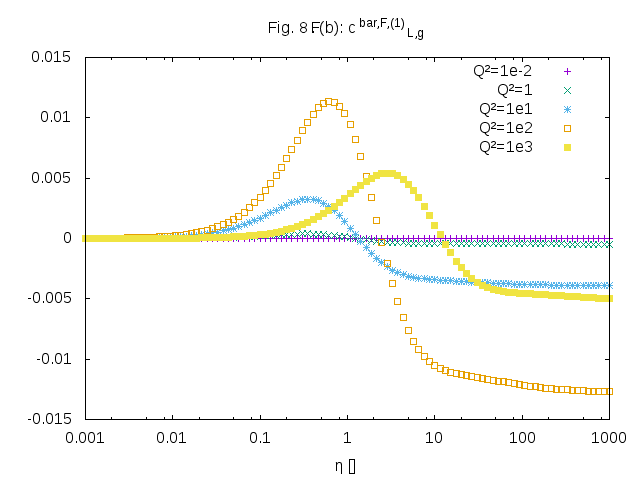 Fig. 8F(b): c bar,F,(1) L,g
Q²=1e-2
Q²=1
Q²=1e1
Q²=1e2
Q²=1e3
0.015
0.01
0.005
0
-0.005
-0.01
-0.015
0.001 0.01 0.1 1 10 100 1000
η []